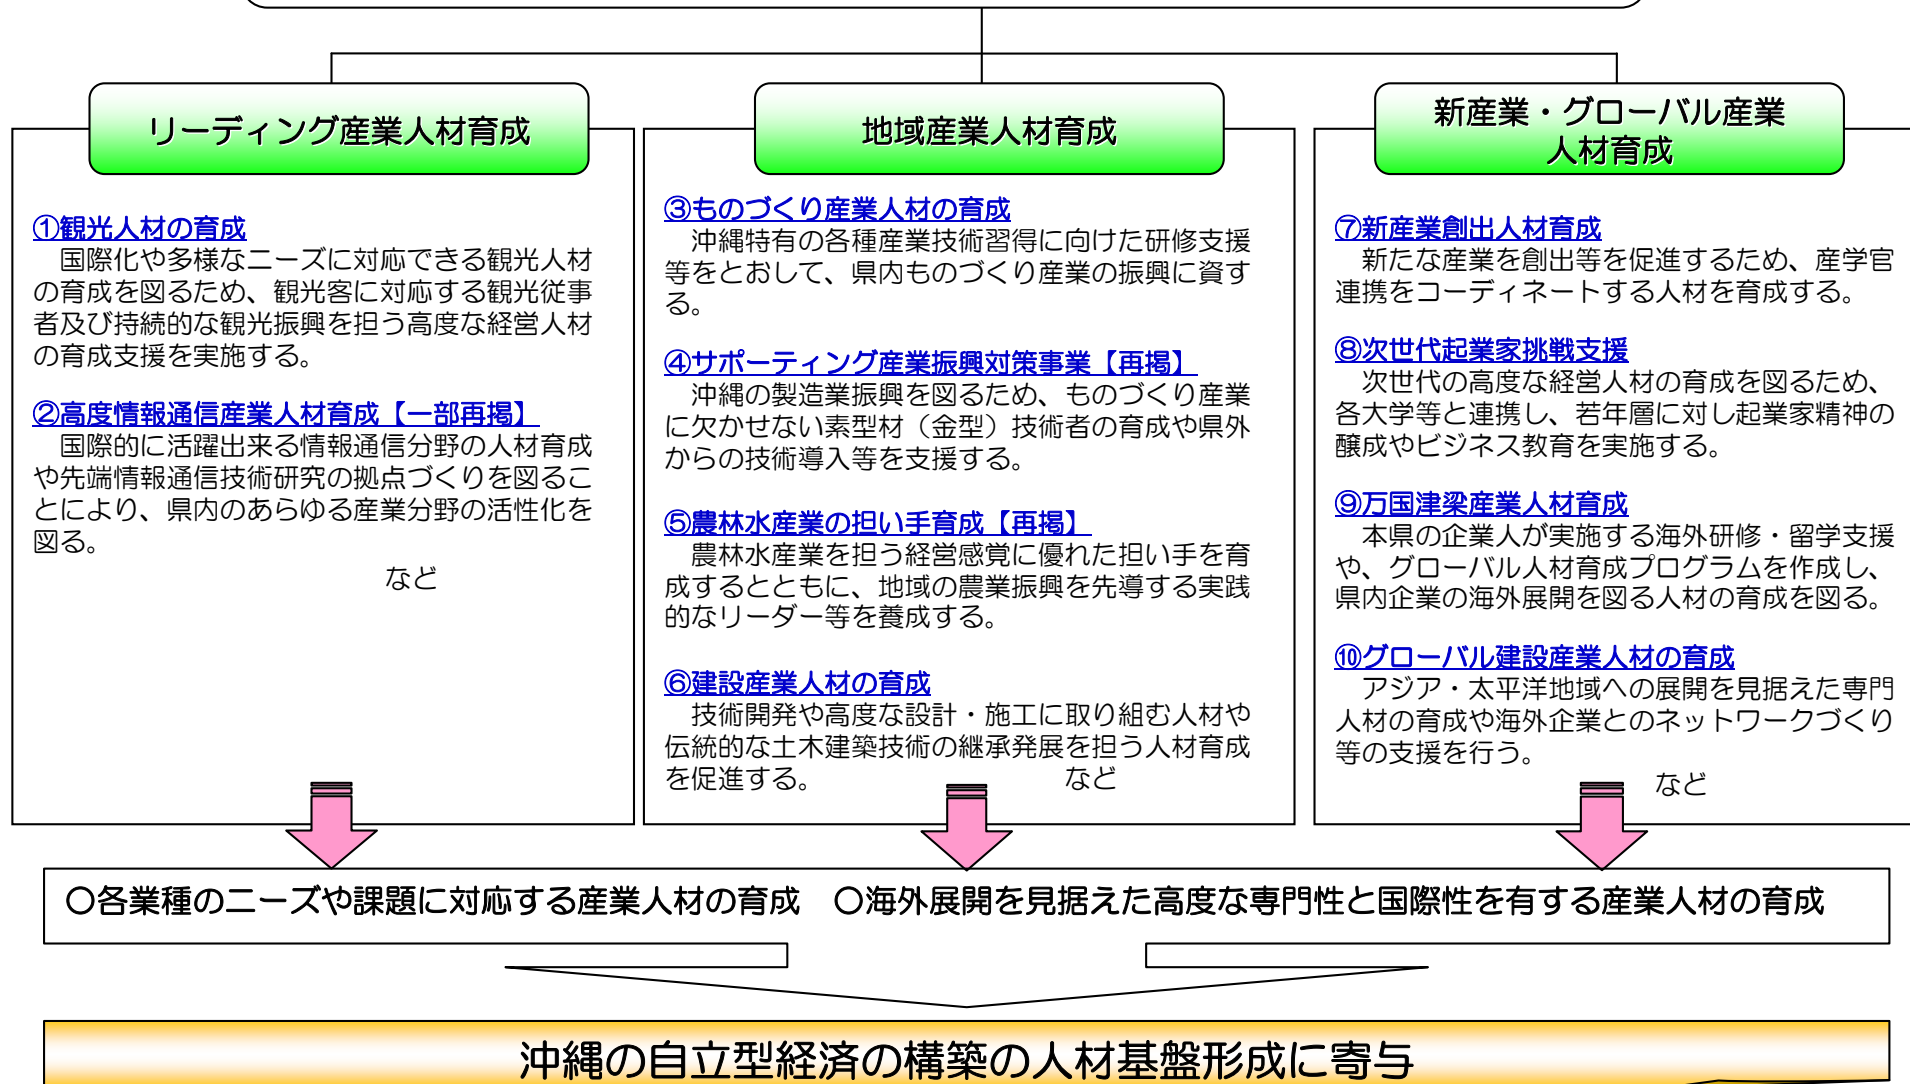 リーディング産業人材育成
①観光人材の育成
国際化や多様なニーズに対応できる観光人材
の育成を図るため、観光客に対応する観光従事
者及び持続的な観光振興を担う高度な経営人材
の育成支援を実施する。
②高度情報通信産業人材育成【一部再掲】
国際的に活躍出来る情報通信分野の人材育成
や先端情報通信技術研究の拠点づくりを図るこ
とにより、県内のあらゆる産業分野の活性化を
図る。
など
地域産業人材育成
③ものづくり産業人材の育成
沖縄特有の各種産業技術習得に向けた研修支援
等をとおして、県内ものづくり産業の振興に資す
る。
④サポーティング産業振興対策事業【再掲】
沖縄の製造業振興を図るため、ものづくり産業
に欠かせない素型材（金型）技術者の育成や県外
からの技術導入等を支援する。
⑤農林水産業の担い手育成【再掲】
農林水産業を担う経営感覚に優れた担い手を育
成するとともに、地域の農業振興を先導する実践
的なリーダー等を養成する。
⑥建設産業人材の育成
技術開発や高度な設計・施工に取り組む人材や
伝統的な土木建築技術の継承発展を担う人材育成
を促進する。 など
新産業・グローバル産業
人材育成
⑦新産業創出人材育成
新たな産業を創出等を促進するため、産学官
連携をコーディネートする人材を育成する。
⑧次世代起業家挑戦支援
次世代の高度な経営人材の育成を図るため、
各大学等と連携し、若年層に対し起業家精神の
醸成やビジネス教育を実施する。
⑨万国津梁産業人材育成
本県の企業人が実施する海外研修・留学支援
や、グローバル人材育成プログラムを作成し、
県内企業の海外展開を図る人材の育成を図る。
⑩グローバル建設産業人材の育成
アジア・太平洋地域への展開を見据えた専門
人材の育成や海外企業とのネットワークづくり
等の支援を行う。
など
〇各業種のニーズや課題に対応する産業人材の育成 〇海外展開を見据えた高度な専門性と国際性を有する産業人材の育成
沖縄の自立型経済の構築の人材基盤形成に寄与